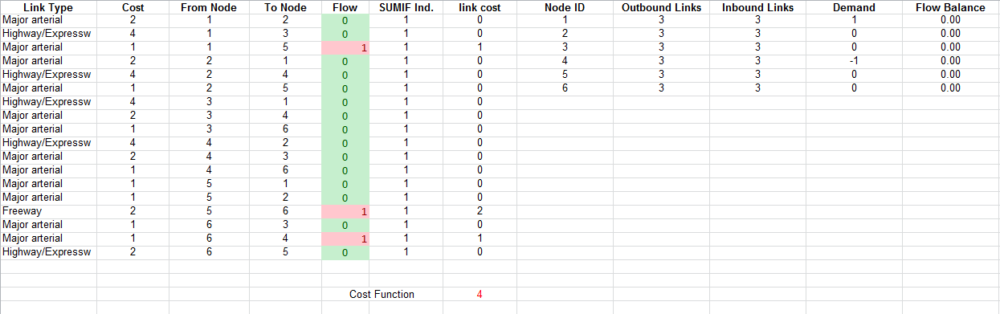 Link Type Cost From Node To Node Flow SUMIF Ind. link cost Node ID Outbound Links Inbound Links Demand Flow Balance
Major arterial 2 1 2 0 1 0 1 3 3 1 0.00
Highway/Expressw 4 1 3 0 1 0 2 3 3 0 0.00
Major arterial 1 1 5 1 1 1 3 3 3 0 0.00
Major arterial 2 2 1 0 1 0 4 3 3 -1 0.00
Highway/Expressw 4 2 4 0 1 0 5 3 3 0 0.00
Major arterial 1 2 5 0 1 0 6 3 3 0 0.00
Highway/Expressw 4 3 1 0 1 0
Major arterial 2 3 4 0 1 0
Major arterial 1 3 6 0 1 0
Highway/Expressw 4 4 2 0 1 0
Major arterial 2 4 3 0 1 0
Major arterial 1 4 6 0 1 0
Major arterial 1 5 1 0 1 0
Major arterial 1 5 2 0 1 0
Freeway 2 5 6 1 1 2
Major arterial 1 6 3 0 1 0
Major arterial 1 6 4 1 1 1
Highway/Expressw 2 6 5 0 1 0
Cost Function 4